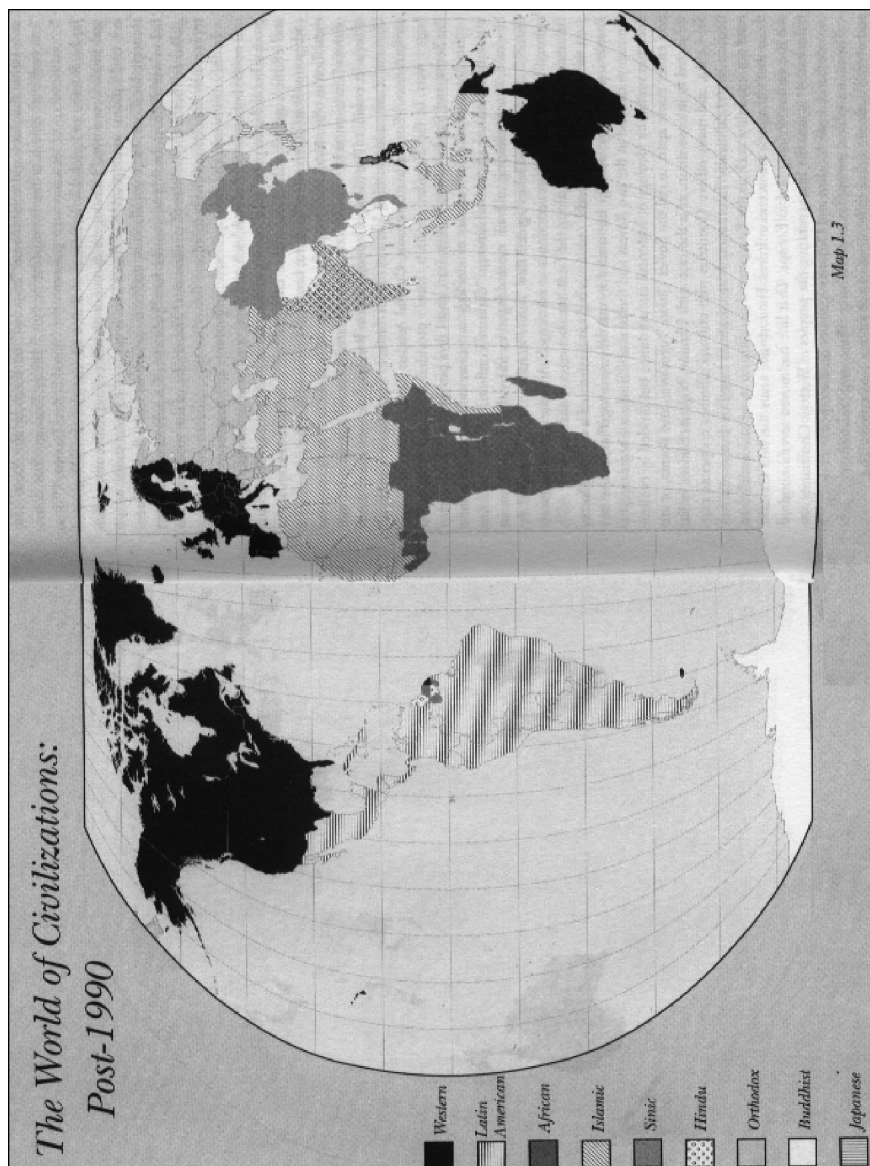 The World of Civilizations:
Post-1990
Western
Latin
American
African
Islamic
Sinic
Hindu
Orthodox
Buddhist
Japanese
Map 1.3